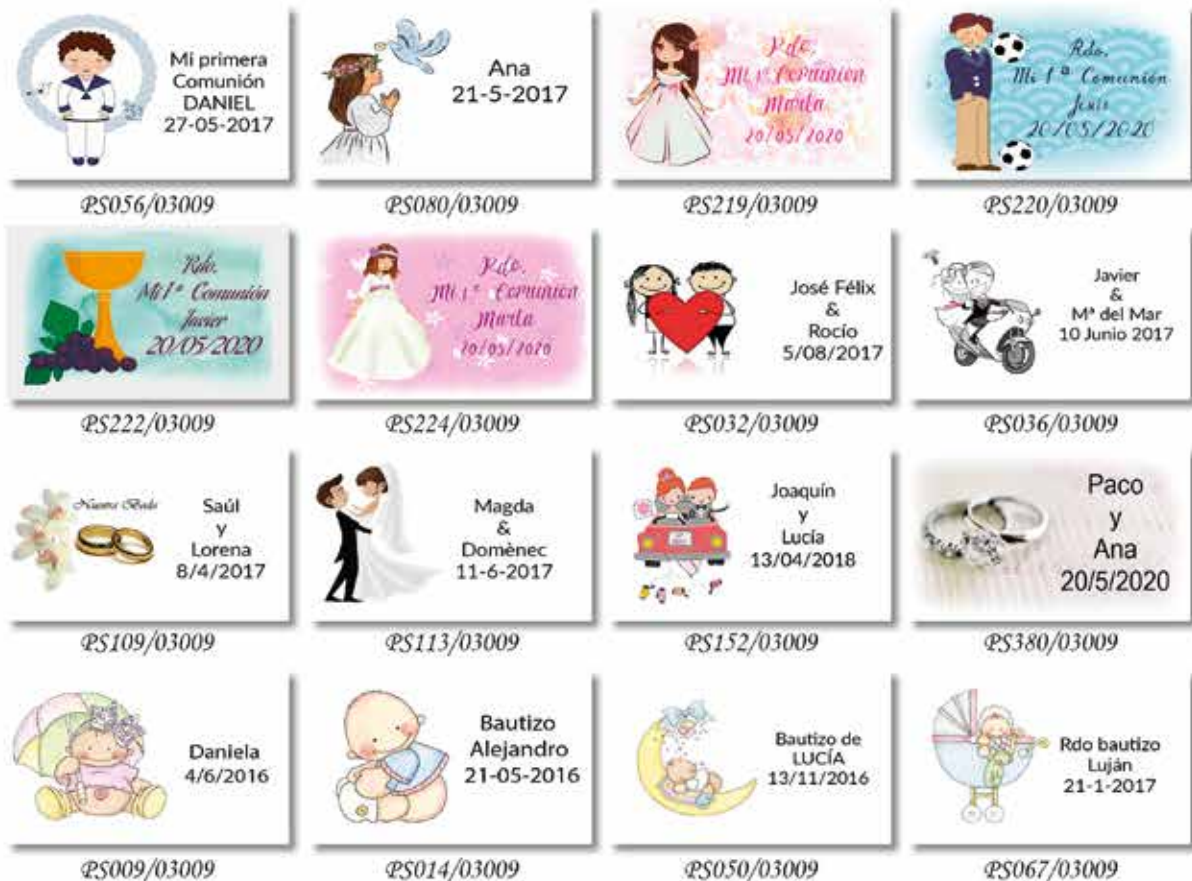 Mi primera
Comunión
DANIEL
27-05-2017
PS056/03009
Ana
21-5-2017
PS080/03009
Rdo.
Mi 1ª Comunión
Marta
20/05/2020
PS219/03009
Rdo.
Mi 1ª Comunión
Jesús
20/05/2020
PS220/03009
Rdo.
Mi 1ª Comunión
Javier
20/05/2020
PS222/03009
Rdo.
Mi 1ª Comunión
Marta
20/05/2020
PS224/03009
José Félix
&
Rocío
5/08/2017
PS032/03009
Javier
&
Mª del Mar
10 Junio 2017
PS036/03009
Nuestra Boda
Saúl
y
Lorena
8/4/2017
PS109/03009
Magda
&
Domènec
11-6-2017
PS113/03009
Joaquín
y
Lucía
13/04/2018
PS152/03009
Paco
y
Ana
20/5/2020
PS380/03009
Daniela
4/6/2016
PS009/03009
Bautizo
Alejandro
21-05-2016
PS014/03009
Bautizo de
LUCÍA
13/11/2016
PS050/03009
Rdo bautizo
Luján
21-1-2017
PS067/03009